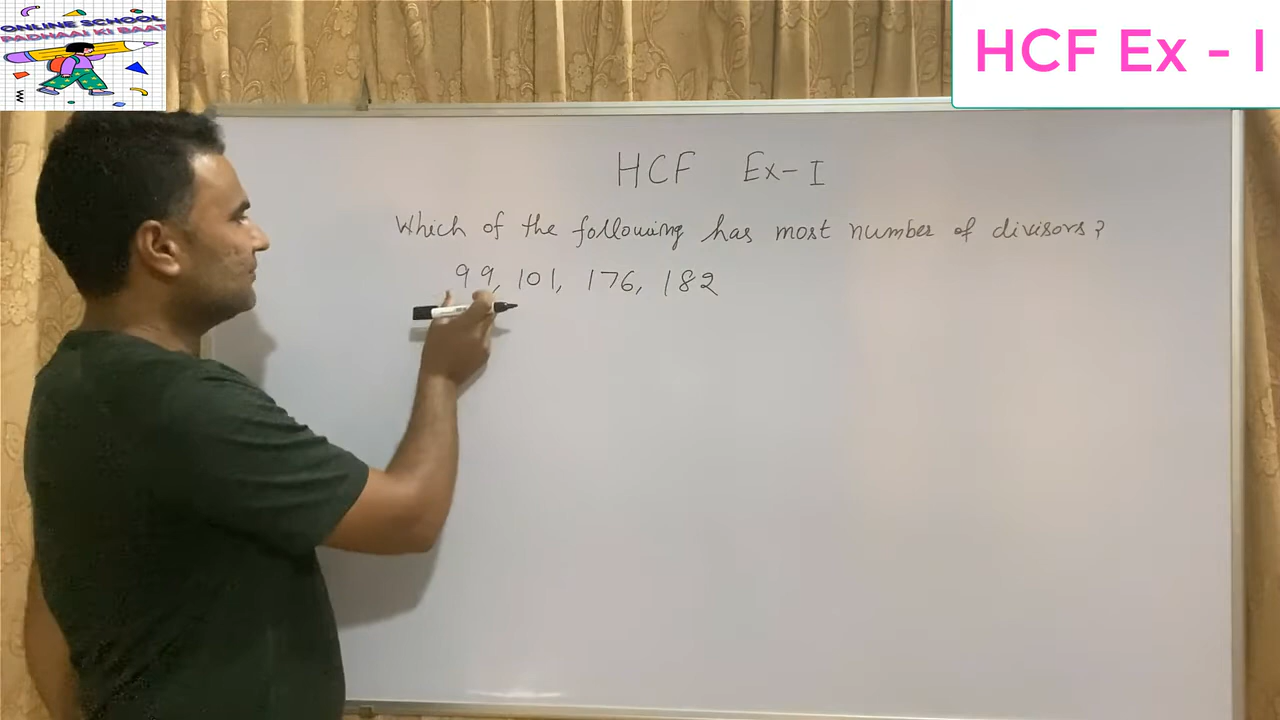 ONLINE SCHOOL
PADHAAI KI BAAT
HCF Ex - I
HCF Ex-I
Which of the following has most number of divisors?
99, 101, 176, 182